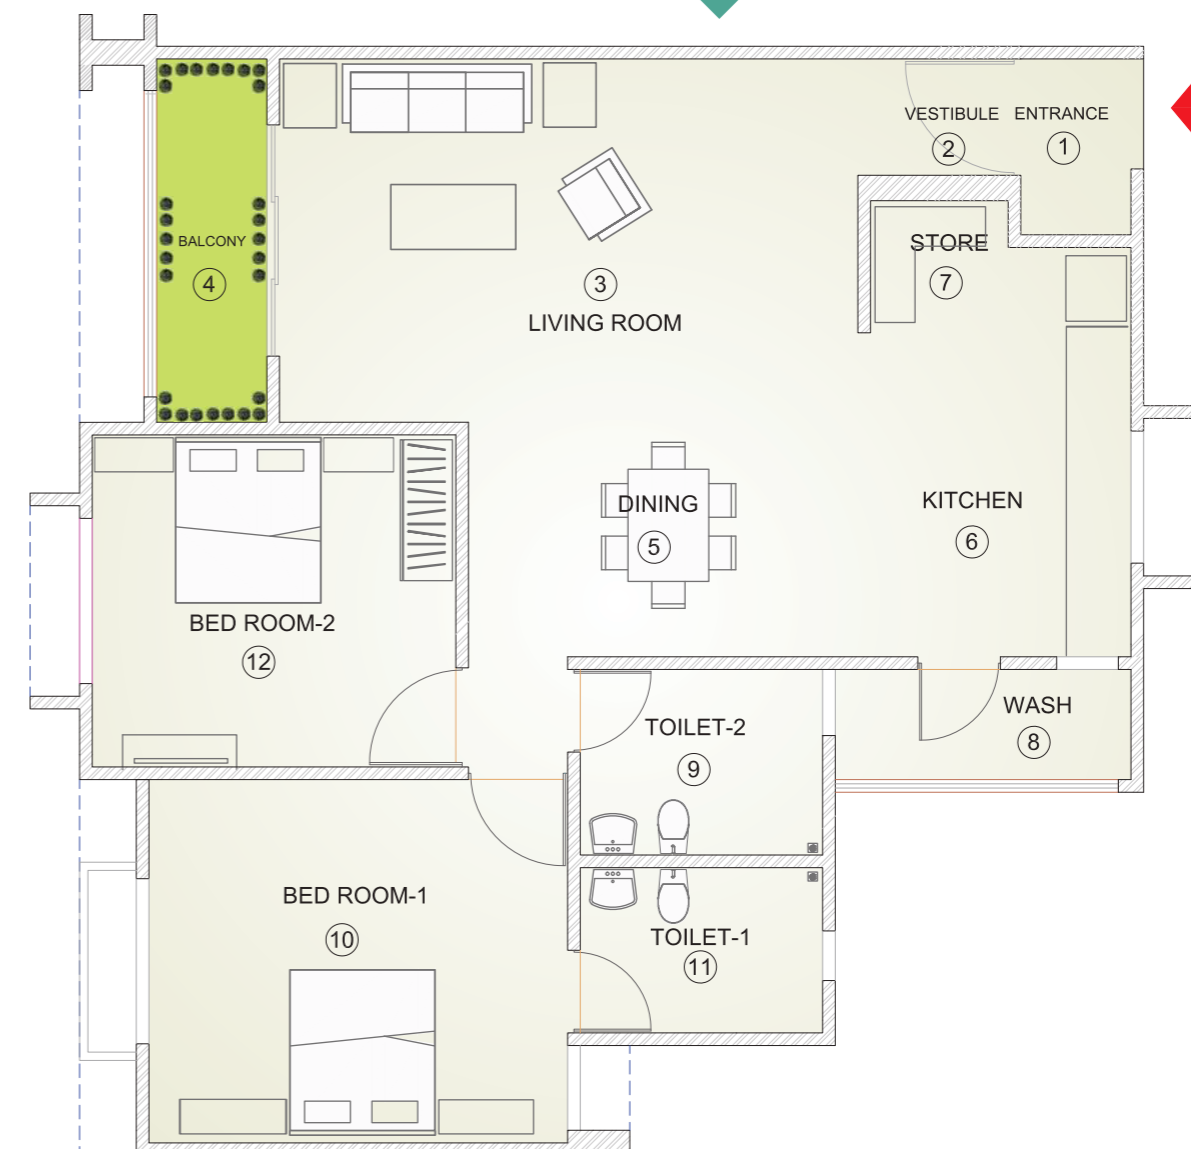 VESTIBULE ENTRANCE
2 1
BALCONY
4
STORE
7
3
LIVING ROOM
DINING
5
KITCHEN
6
BED ROOM-2
12
WASH
8
TOILET-2
9
BED ROOM-1
10
TOILET-1
11